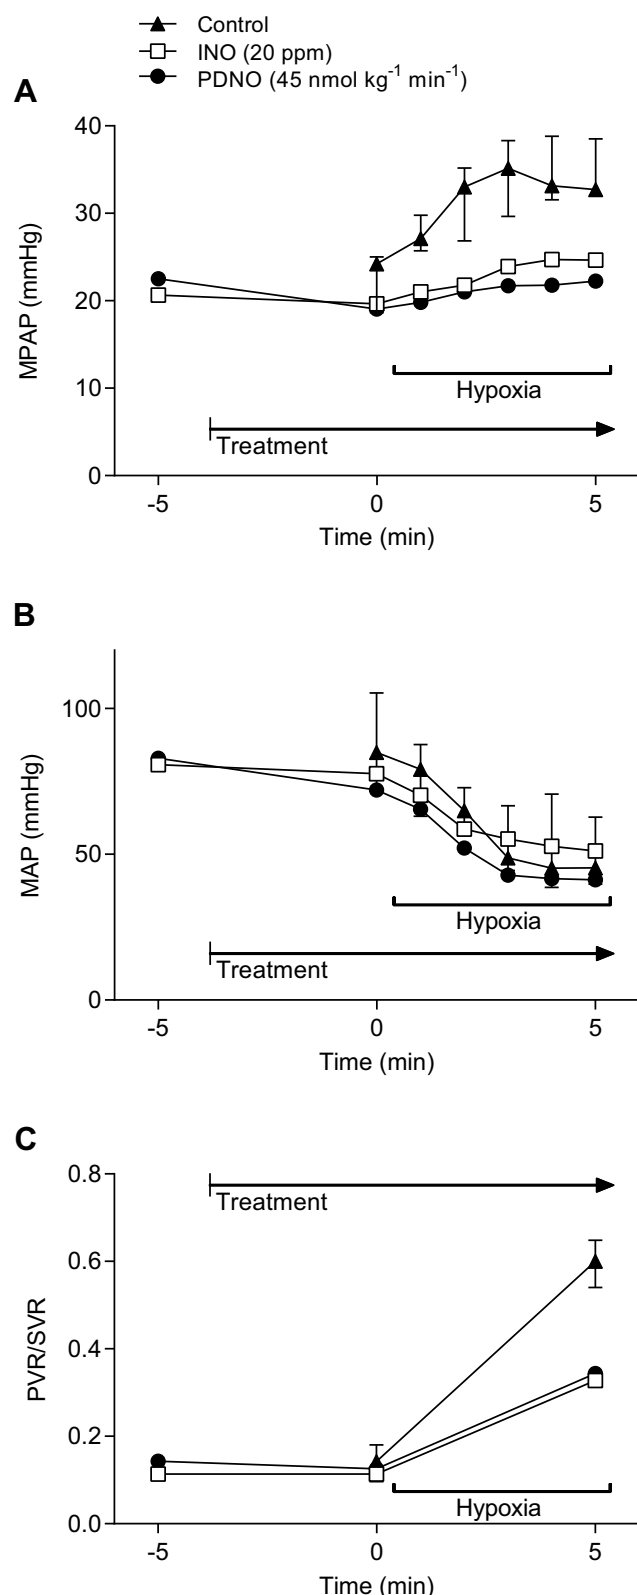 Control
INO (20 ppm)
PDNO (45 nmol kg⁻¹ min⁻¹)
A
40
30
20
10
0
MPAP (mmHg)
Hypoxia
Treatment
-5 0 5
Time (min)
B
100
50
0
MAP (mmHg)
Hypoxia
Treatment
-5 0 5
Time (min)
C
0.8
0.6
0.4
0.2
0.0
PVR/SVR
Treatment
Hypoxia
-5 0 5
Time (min)